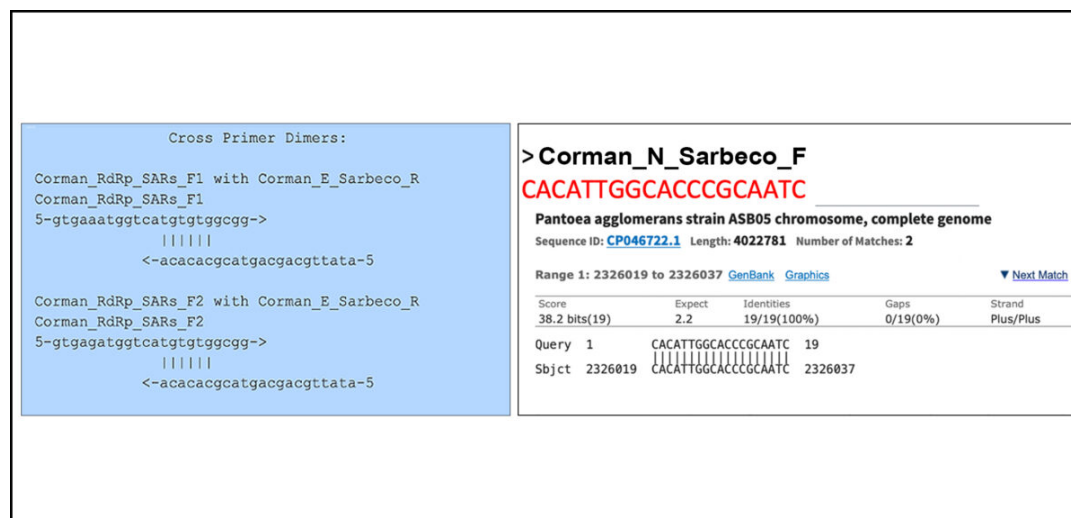 Cross Primer Dimers:
Corman_RdRp_SARs_F1 with Corman_E_Sarbeco_R
Corman_RdRp_SARs_F1
5-gtgaaatggtcatgtgtggcgg->
||||||
<-acacacgcatgacgacgttata-5
Corman_RdRp_SARs_F2 with Corman_E_Sarbeco_R
Corman_RdRp_SARs_F2
5-gtgagatggtcatgtgtggcgg->
||||||
<-acacacgcatgacgacgttata-5
>Corman_N_Sarbeco_F
CACATTGGCACCCGCAATC
Pantoea agglomerans strain ASB05 chromosome, complete genome
Sequence ID: CP046722.1 Length: 4022781 Number of Matches: 2
Range 1: 2326019 to 2326037 GenBank Graphics ▼ Next Match
Score Expect Identities Gaps Strand
38.2 bits(19) 2.2 19/19(100%) 0/19(0%) Plus/Plus
Query 1 CACATTGGCACCCGCAATC 19
|||||||||||||||||||
Sbjct 2326019 CACATTGGCACCCGCAATC 2326037